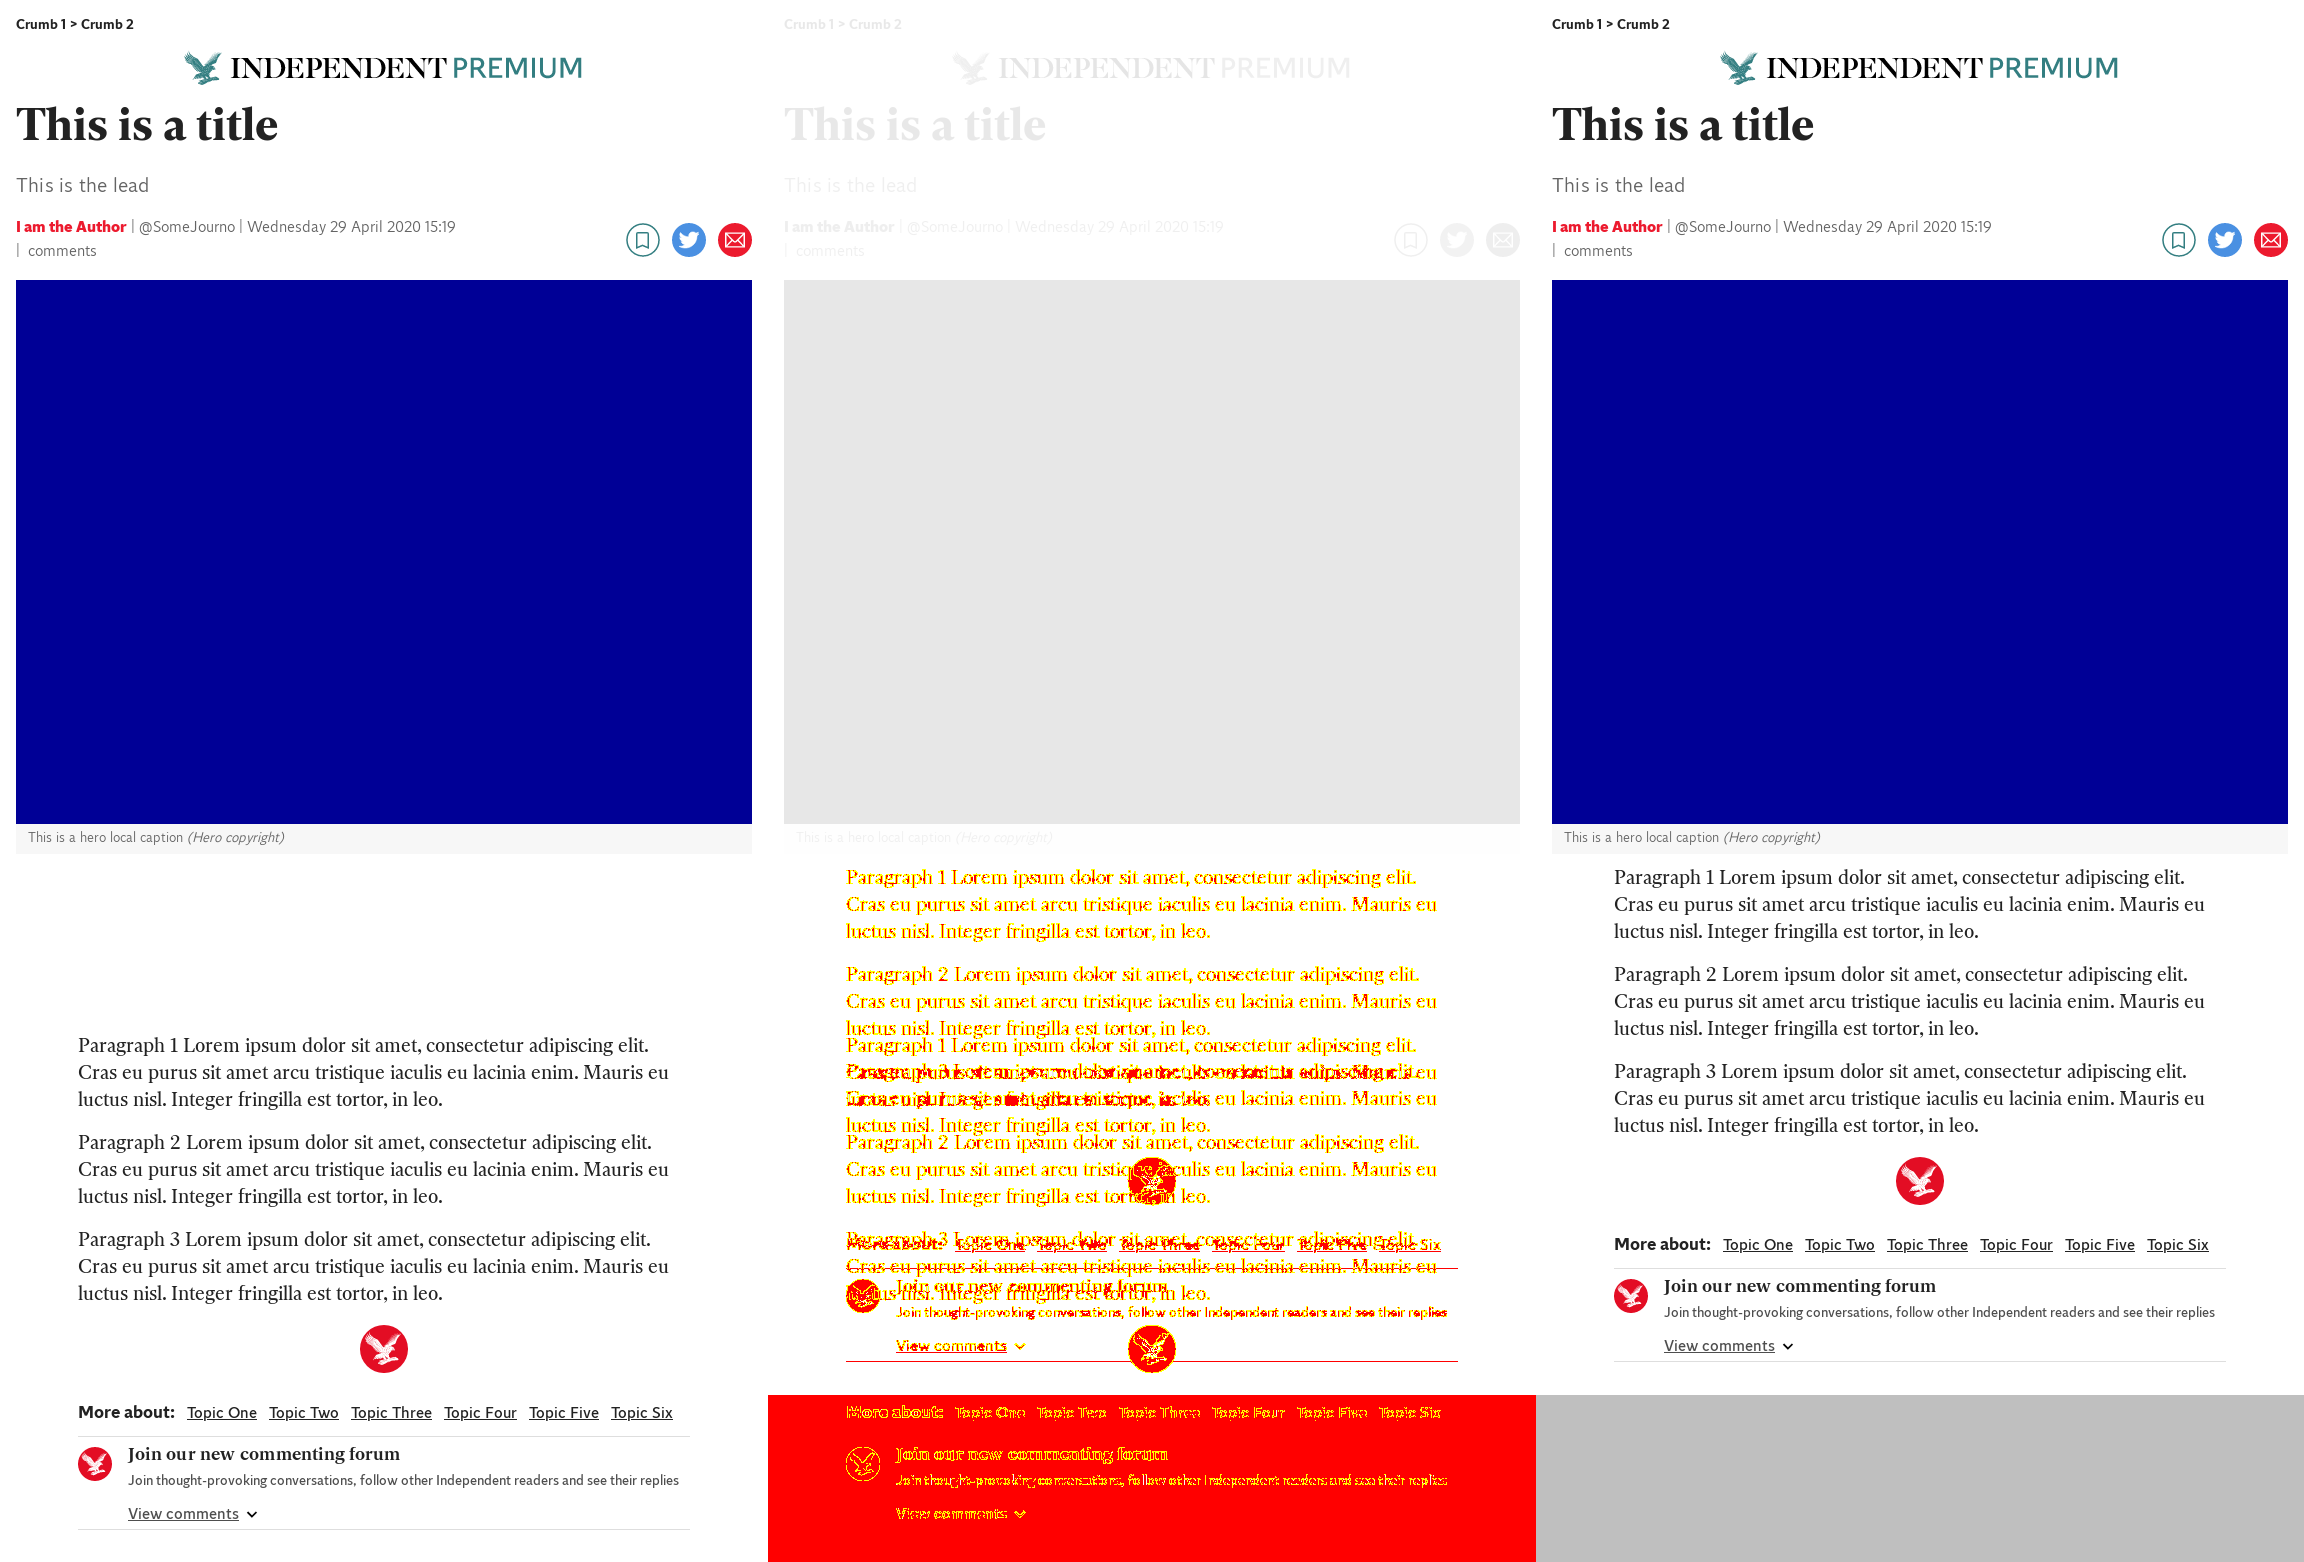 Crumb 1 > Crumb 2
INDEPENDENT PREMIUM
This is a title
This is the lead
I am the Author | @SomeJourno | Wednesday 29 April 2020 15:19
| comments
This is a hero local caption (Hero copyright)
Paragraph 1 Lorem ipsum dolor sit amet, consectetur adipiscing elit.
Cras eu purus sit amet arcu tristique iaculis eu lacinia enim. Mauris eu
luctus nisl. Integer fringilla est tortor, in leo.
Paragraph 2 Lorem ipsum dolor sit amet, consectetur adipiscing elit.
Cras eu purus sit amet arcu tristique iaculis eu lacinia enim. Mauris eu
luctus nisl. Integer fringilla est tortor, in leo.
Paragraph 3 Lorem ipsum dolor sit amet, consectetur adipiscing elit.
Cras eu purus sit amet arcu tristique iaculis eu lacinia enim. Mauris eu
luctus nisl. Integer fringilla est tortor, in leo.
More about: Topic One Topic Two Topic Three Topic Four Topic Five Topic Six
Join our new commenting forum
Join thought-provoking conversations, follow other Independent readers and see their replies
View comments
Crumb 1 > Crumb 2
INDEPENDENT PREMIUM
This is a title
This is the lead
I am the Author | @SomeJourno | Wednesday 29 April 2020 15:19
| comments
This is a hero local caption (Hero copyright)
Paragraph 1 Lorem ipsum dolor sit amet, consectetur adipiscing elit.
Cras eu purus sit amet arcu tristique iaculis eu lacinia enim. Mauris eu
luctus nisl. Integer fringilla est tortor, in leo.
Paragraph 2 Lorem ipsum dolor sit amet, consectetur adipiscing elit.
Cras eu purus sit amet arcu tristique iaculis eu lacinia enim. Mauris eu
luctus nisl. Integer fringilla est tortor, in leo.
Paragraph 1 Lorem ipsum dolor sit amet, consectetur adipiscing elit.
luctus nisl. Integer fringilla est tortor, in leo.
Paragraph 2 Lorem ipsum dolor sit amet, consectetur adipiscing elit.
Cras eu purus sit amet arcu tristique iaculis eu lacinia enim. Mauris eu
luctus nisl. Integer fringilla est tortor, in leo.
Paragraph 3 Lorem ipsum dolor sit amet, consectetur adipiscing elit.
More about: Topic One Topic Two Topic Three Topic Four Topic Five Topic Six
Cras eu purus sit amet arcu tristique iaculis eu lacinia enim. Mauris eu
Join our new commenting forum
luctus nisl. Integer fringilla est tortor, in leo.
Join thought-provoking conversations, follow other Independent readers and see their replies
View comments
More about: Topic One Topic Two Topic Three Topic Four Topic Five Topic Six
Join our new commenting forum
Join thought-provoking conversations, follow other Independent readers and see their replies
View comments
Crumb 1 > Crumb 2
INDEPENDENT PREMIUM
This is a title
This is the lead
I am the Author | @SomeJourno | Wednesday 29 April 2020 15:19
| comments
This is a hero local caption (Hero copyright)
Paragraph 1 Lorem ipsum dolor sit amet, consectetur adipiscing elit.
Cras eu purus sit amet arcu tristique iaculis eu lacinia enim. Mauris eu
luctus nisl. Integer fringilla est tortor, in leo.
Paragraph 2 Lorem ipsum dolor sit amet, consectetur adipiscing elit.
Cras eu purus sit amet arcu tristique iaculis eu lacinia enim. Mauris eu
luctus nisl. Integer fringilla est tortor, in leo.
Paragraph 3 Lorem ipsum dolor sit amet, consectetur adipiscing elit.
Cras eu purus sit amet arcu tristique iaculis eu lacinia enim. Mauris eu
luctus nisl. Integer fringilla est tortor, in leo.
More about: Topic One Topic Two Topic Three Topic Four Topic Five Topic Six
Join our new commenting forum
Join thought-provoking conversations, follow other Independent readers and see their replies
View comments